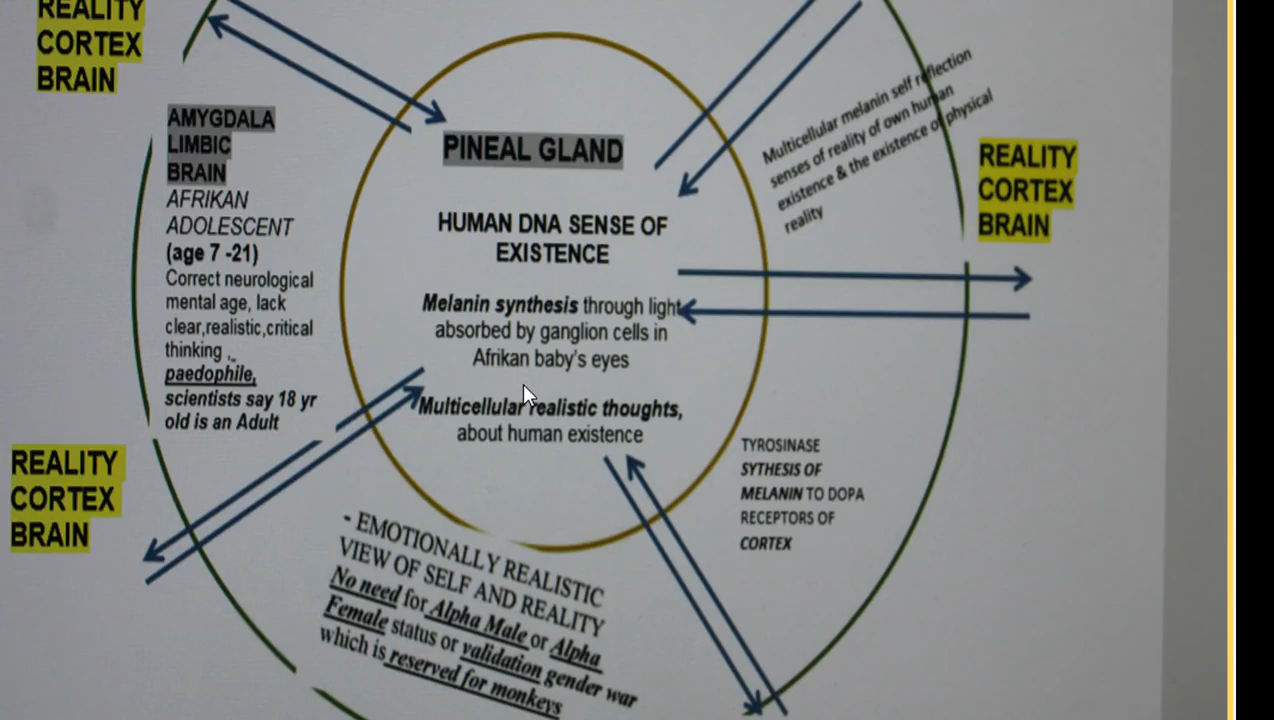 REALITY
CORTEX
BRAIN
AMYGDALA
LIMBIC
BRAIN
AFRIKAN
ADOLESCENT
(age 7 -21)
Correct neurological
mental age, lack
clear,realistic,critical
thinking ,
paedophile,
scientists say 18 yr
old is an Adult
PINEAL GLAND
HUMAN DNA SENSE OF
EXISTENCE
Melanin synthesis through light
absorbed by ganglion cells in
Afrikan baby's eyes
Multicellular realistic thoughts,
about human existence
Multicellular melanin self reflection
senses of reality of own human
existence & the existence of physical
reality
REALITY
CORTEX
BRAIN
REALITY
CORTEX
BRAIN
TYROSINASE
SYTHESIS OF
MELANIN TO DOPA
RECEPTORS OF
CORTEX
- EMOTIONALLY REALISTIC
VIEW OF SELF AND REALITY
No need for Alpha Male or Alpha
Female status or validation gender war
which is reserved for monkeys